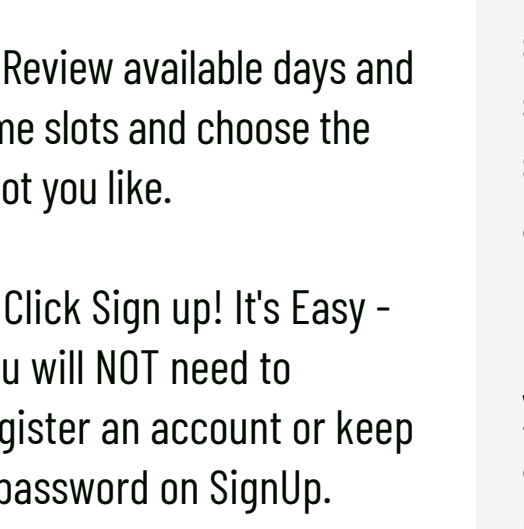 Review available days and
me slots and choose the
ot you like.
Click Sign up! It's Easy -
u will NOT need to
gister an account or keep
password on SignUp.